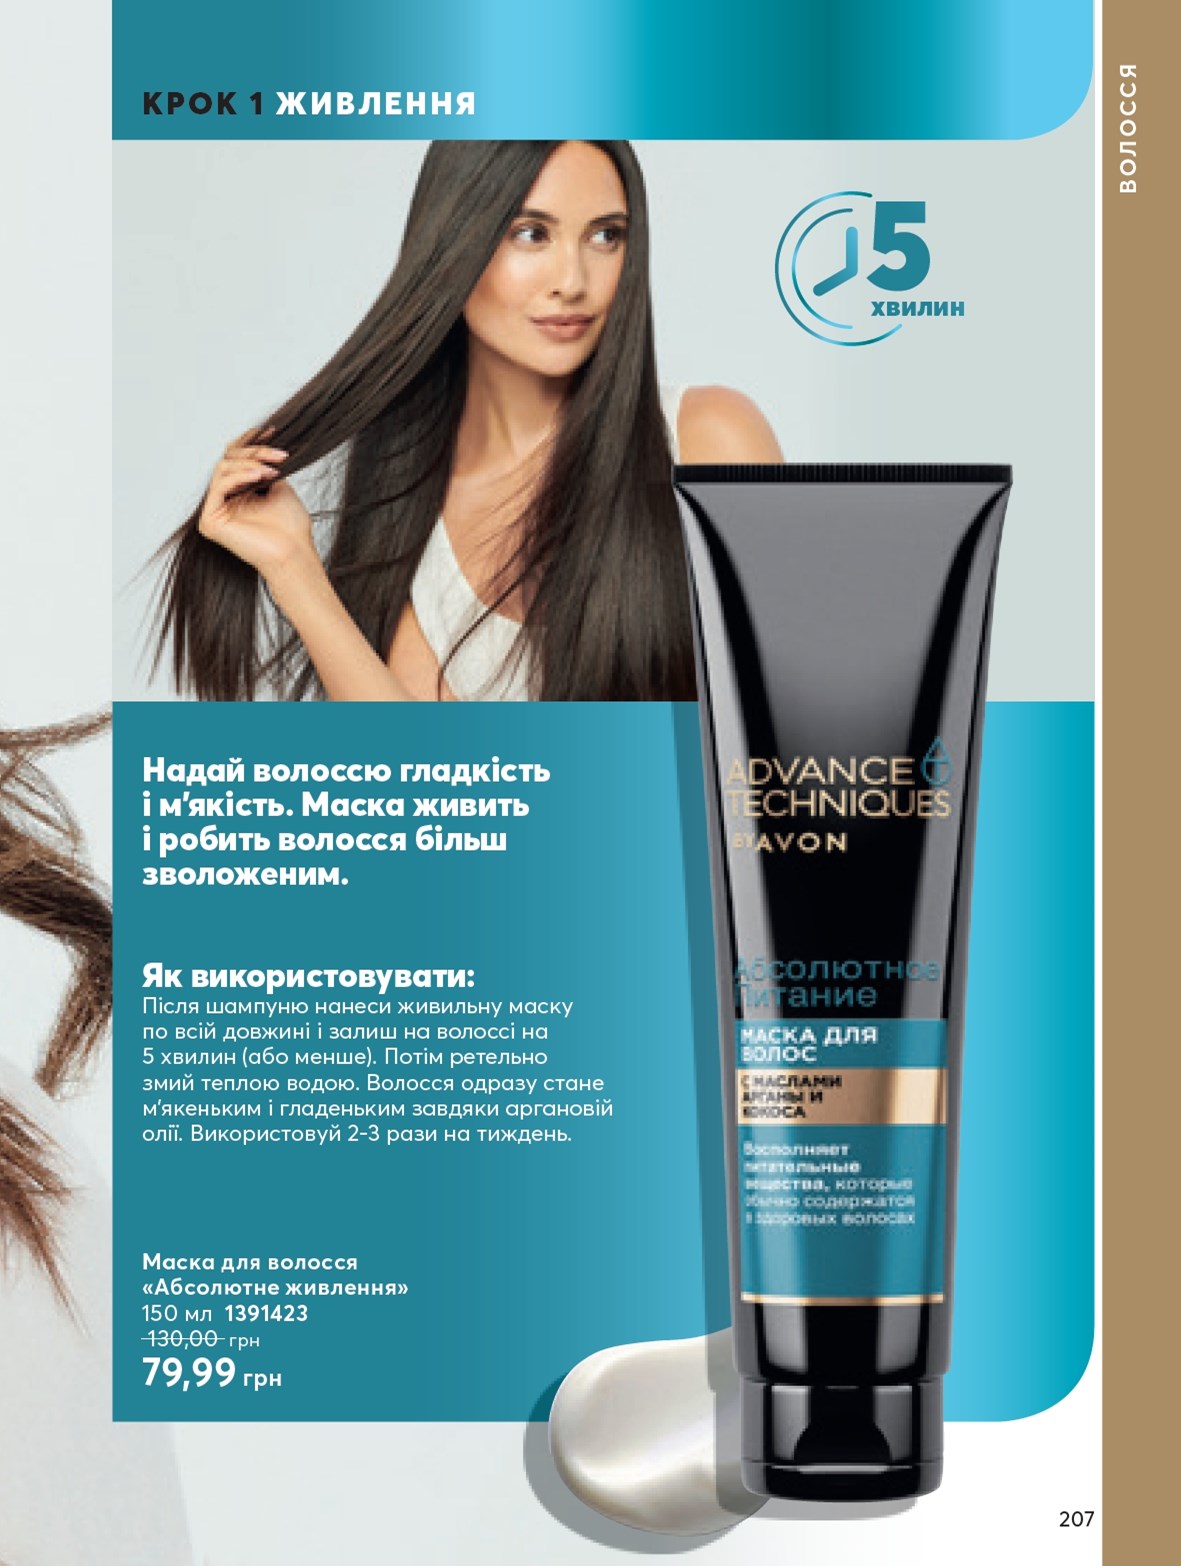 КРОК 1 ЖИВЛЕННЯ
ВОЛОССЯ
5
ХВИЛИН
Надай волоссю гладкість
і м’якість. Маска живить
і робить волосся більш
зволоженим.
Як використовувати:
Після шампуню нанеси живильну маску
по всій довжині і залиш на волоссі на
5 хвилин (або менше). Потім ретельно
змий теплою водою. Волосся одразу стане
м’якеньким і гладеньким завдяки аргановій
олії. Використовуй 2-3 рази на тиждень.
Маска для волосся
«Абсолютне живлення»
150 мл 1391423
130,00 грн
79,99 грн
ADVANCE
TECHNIQUES
BY AVON
Абсолютное
Питание
МАСКА ДЛЯ
ВОЛОС
С МАСЛАМИ
АРГАНЫ И
КОКОСА
Восполняет
питательные
вещества, которые
обычно содержатся
в здоровых волосах
207